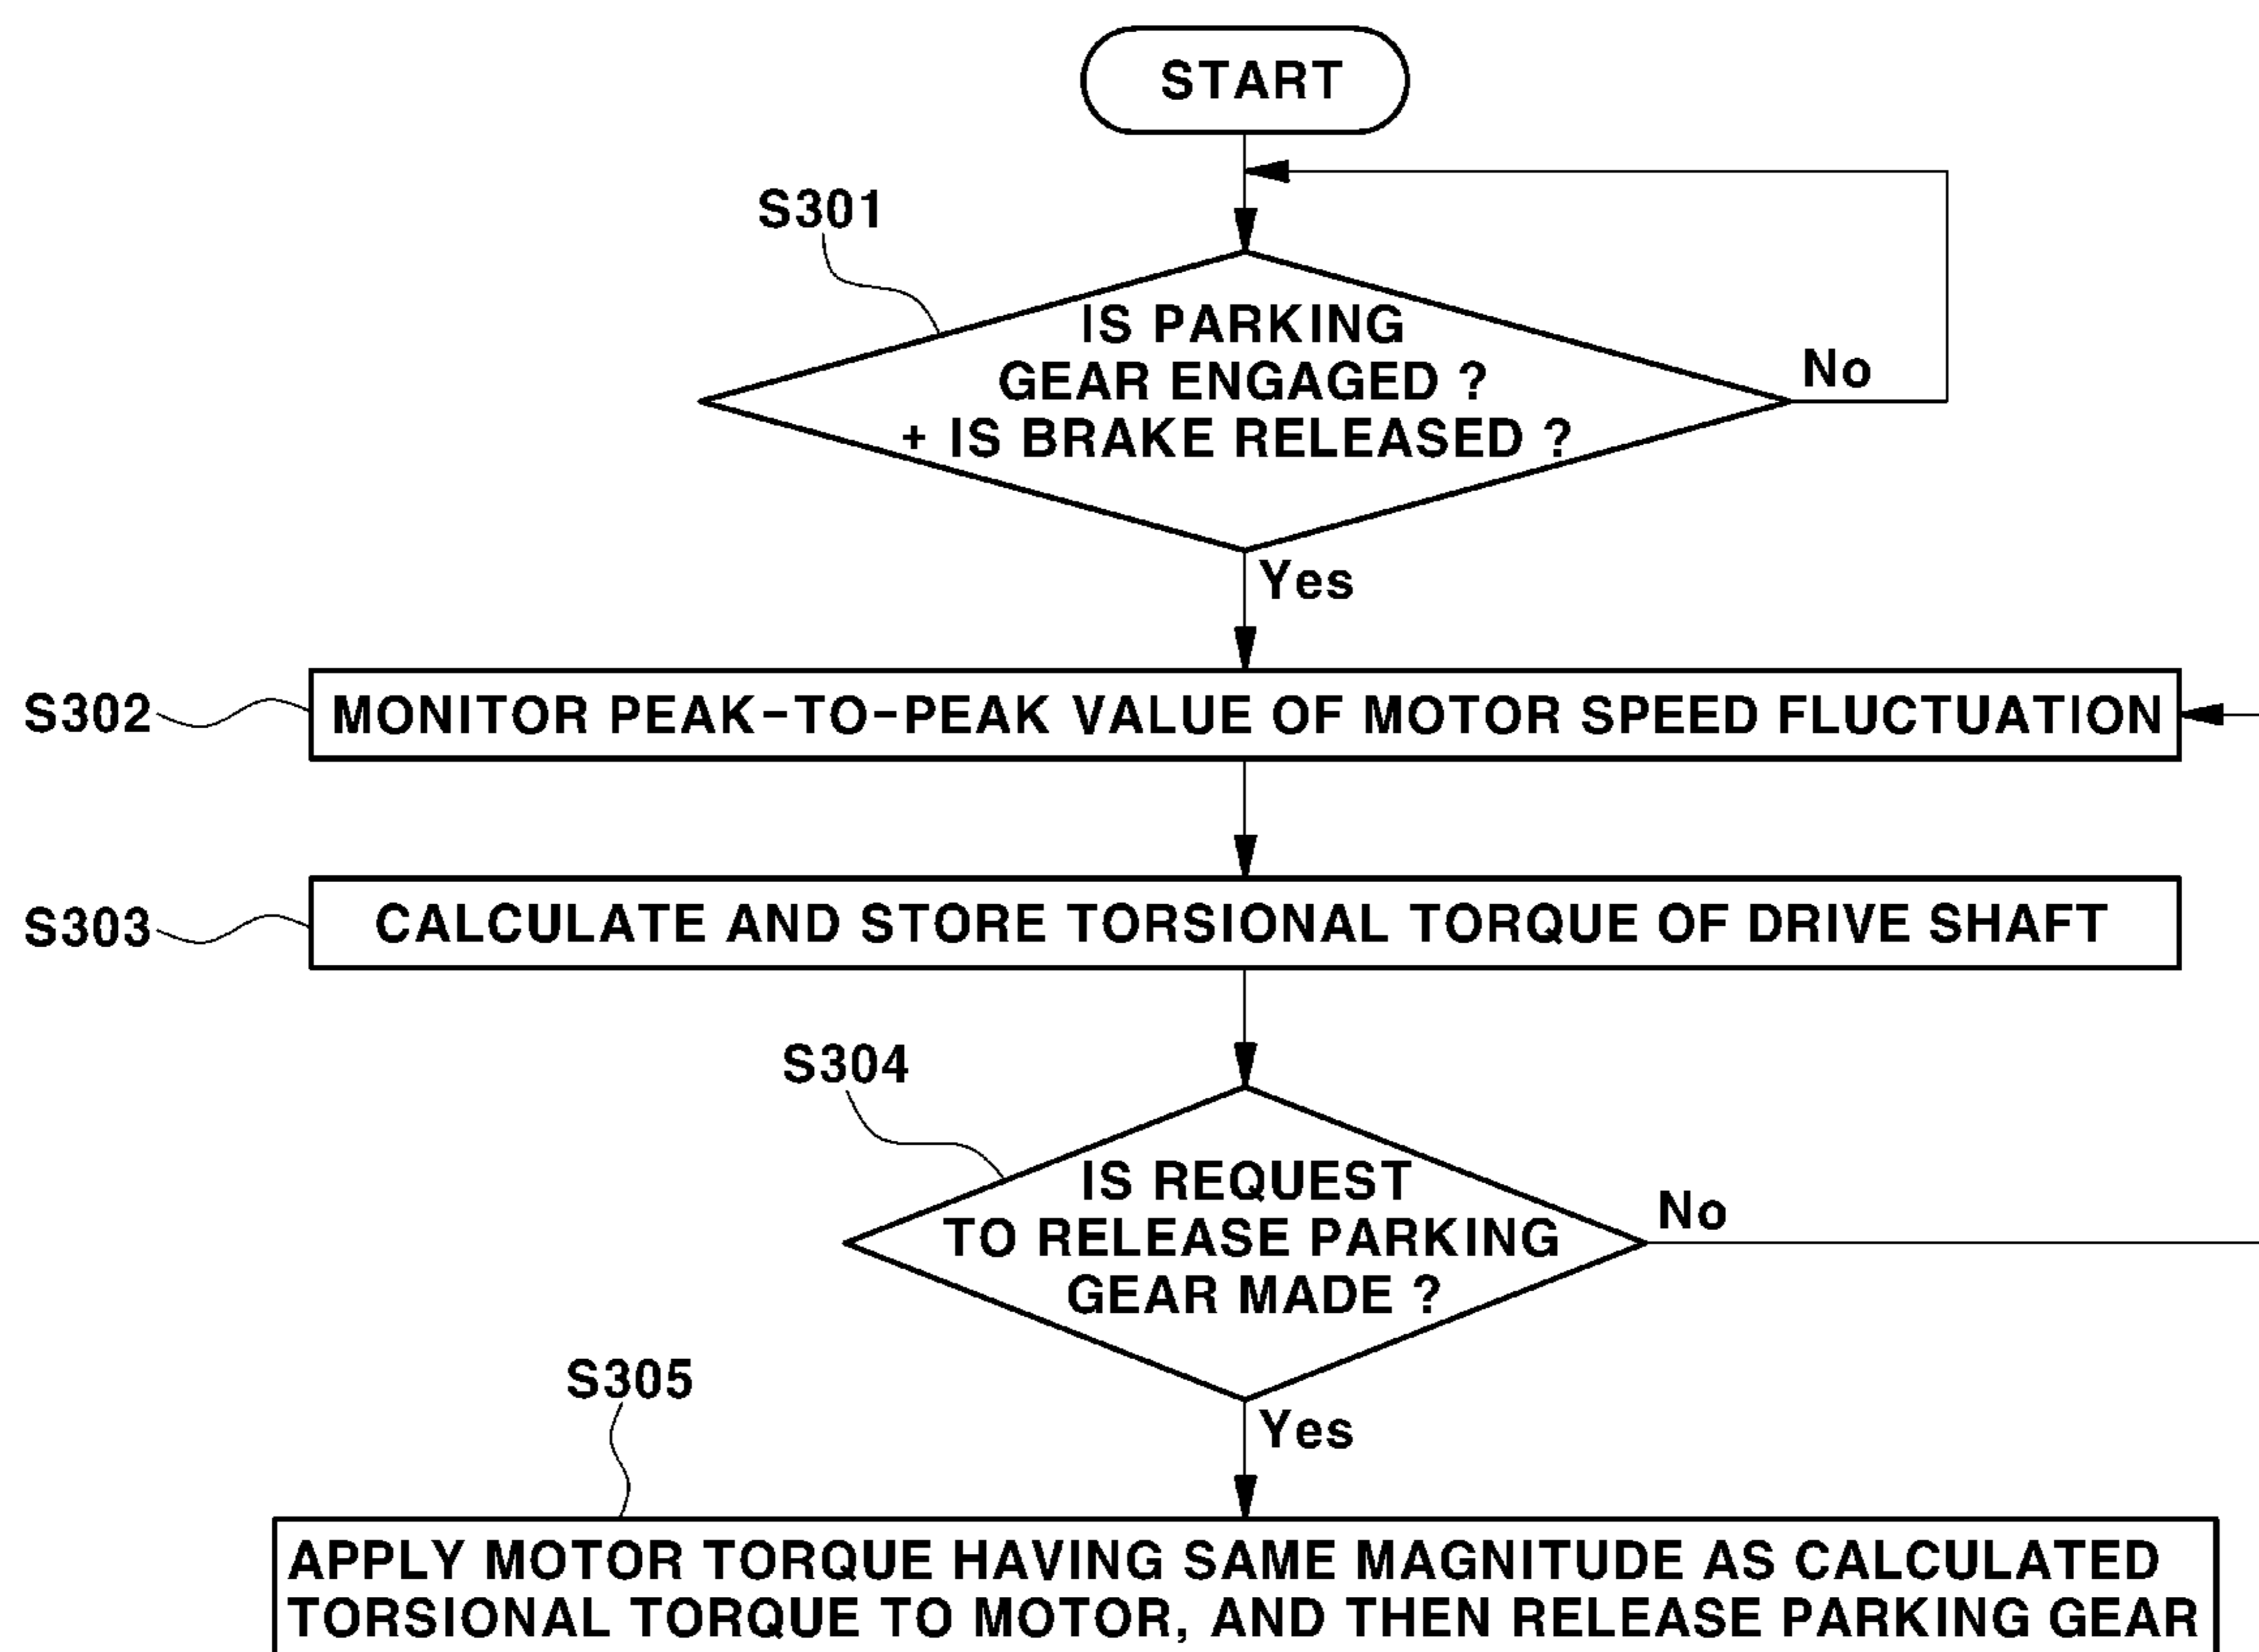 START
S301
IS PARKING
GEAR ENGAGED ?
+ IS BRAKE RELEASED ?
No
Yes
S302
MONITOR PEAK-TO-PEAK VALUE OF MOTOR SPEED FLUCTUATION
S303
CALCULATE AND STORE TORSIONAL TORQUE OF DRIVE SHAFT
S304
IS REQUEST
TO RELEASE PARKING
GEAR MADE ?
No
Yes
S305
APPLY MOTOR TORQUE HAVING SAME MAGNITUDE AS CALCULATED
TORSIONAL TORQUE TO MOTOR, AND THEN RELEASE PARKING GEAR